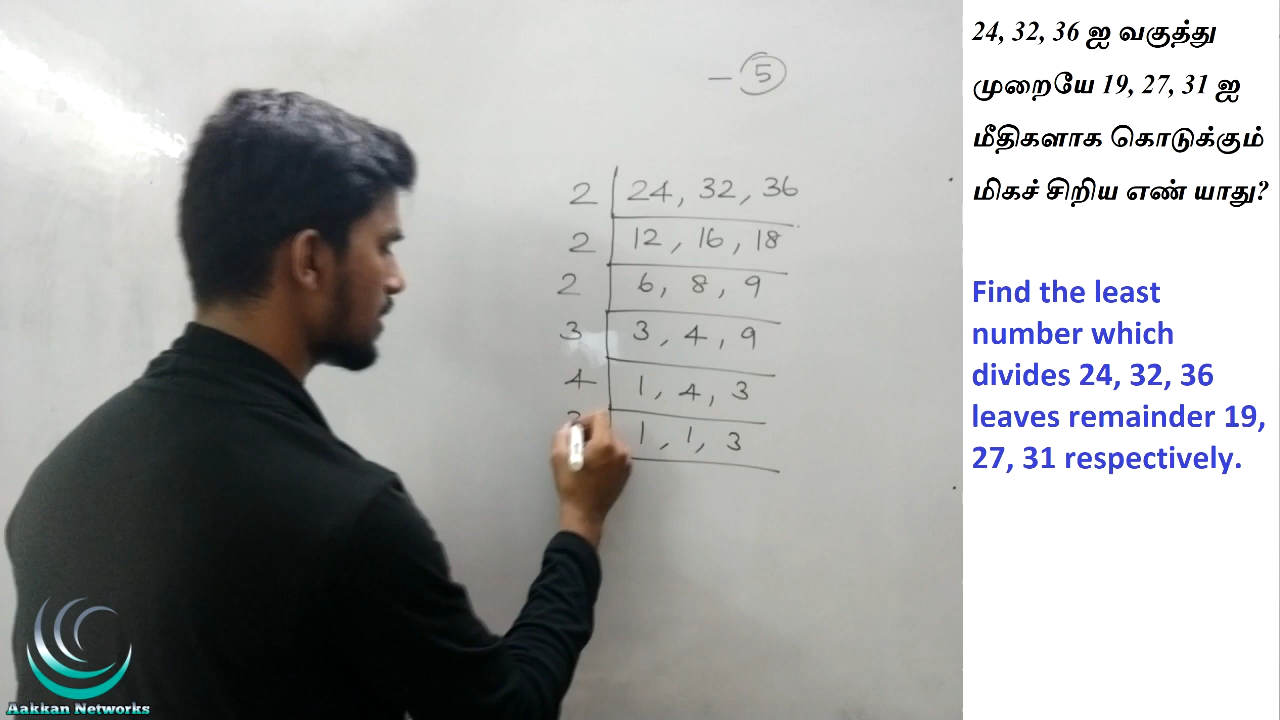 – 5
2 24, 32, 36
2 12, 16, 18
2 6, 8, 9
3 3, 4, 9
4 1, 4, 3
1, 1, 3
24, 32, 36 ஐ வகுத்து
முறையே 19, 27, 31 ஐ
மீதிகளாக கொடுக்கும்
மிகச் சிறிய எண் யாது?
Find the least
number which
divides 24, 32, 36
leaves remainder 19,
27, 31 respectively.
Aakkan Networks